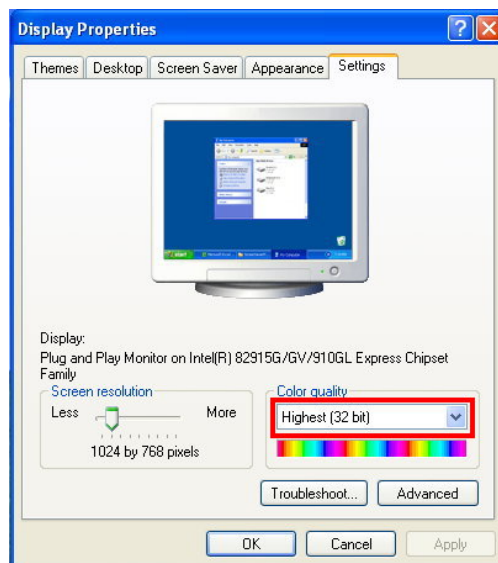 Display Properties
Themes Desktop Screen Saver Appearance Settings
Display:
Plug and Play Monitor on Intel(R) 82915G/GV/910GL Express Chipset
Family
Screen resolution
Less More
1024 by 768 pixels
Color quality
Highest (32 bit)
Troubleshoot... Advanced
OK Cancel Apply